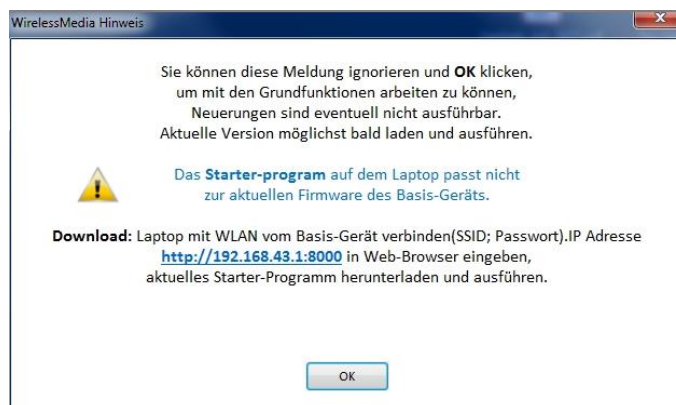 WirelessMedia Hinweis
Sie können diese Meldung ignorieren und OK klicken,
um mit den Grundfunktionen arbeiten zu können,
Neuerungen sind eventuell nicht ausführbar.
Aktuelle Version möglichst bald laden und ausführen.
Das Starter-program auf dem Laptop passt nicht
zur aktuellen Firmware des Basis-Geräts.
Download: Laptop mit WLAN vom Basis-Gerät verbinden(SSID; Passwort).IP Adresse
http://192.168.43.1:8000 in Web-Browser eingeben,
aktuelles Starter-Programm herunterladen und ausführen.
OK